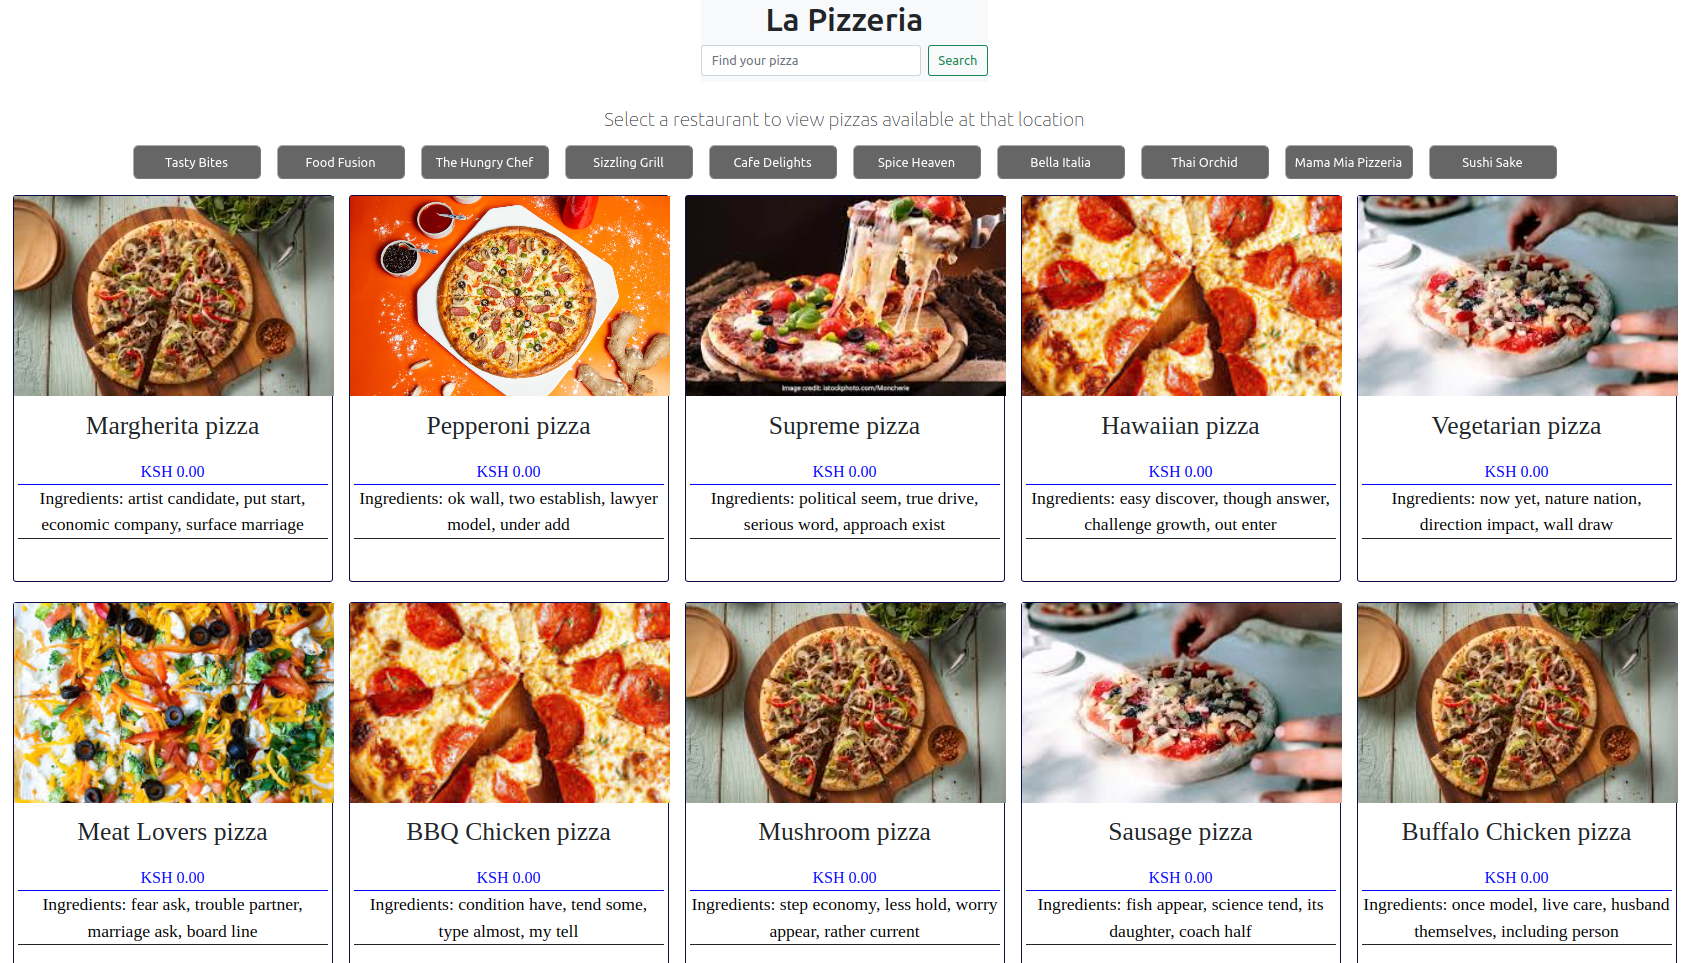 La Pizzeria
Find your pizza
Search
Select a restaurant to view pizzas available at that location
Tasty Bites
Food Fusion
The Hungry Chef
Sizzling Grill
Cafe Delights
Spice Heaven
Bella Italia
Thai Orchid
Mama Mia Pizzeria
Sushi Sake
Image credit: istockphoto.com/Moncherie
Margherita pizza
KSH 0.00
Ingredients: artist candidate, put start,
economic company, surface marriage
Pepperoni pizza
KSH 0.00
Ingredients: ok wall, two establish, lawyer
model, under add
Supreme pizza
KSH 0.00
Ingredients: political seem, true drive,
serious word, approach exist
Hawaiian pizza
KSH 0.00
Ingredients: easy discover, though answer,
challenge growth, out enter
Vegetarian pizza
KSH 0.00
Ingredients: now yet, nature nation,
direction impact, wall draw
Meat Lovers pizza
KSH 0.00
Ingredients: fear ask, trouble partner,
marriage ask, board line
BBQ Chicken pizza
KSH 0.00
Ingredients: condition have, tend some,
type almost, my tell
Mushroom pizza
KSH 0.00
Ingredients: step economy, less hold, worry
appear, rather current
Sausage pizza
KSH 0.00
Ingredients: fish appear, science tend, its
daughter, coach half
Buffalo Chicken pizza
KSH 0.00
Ingredients: once model, live care, husband
themselves, including person